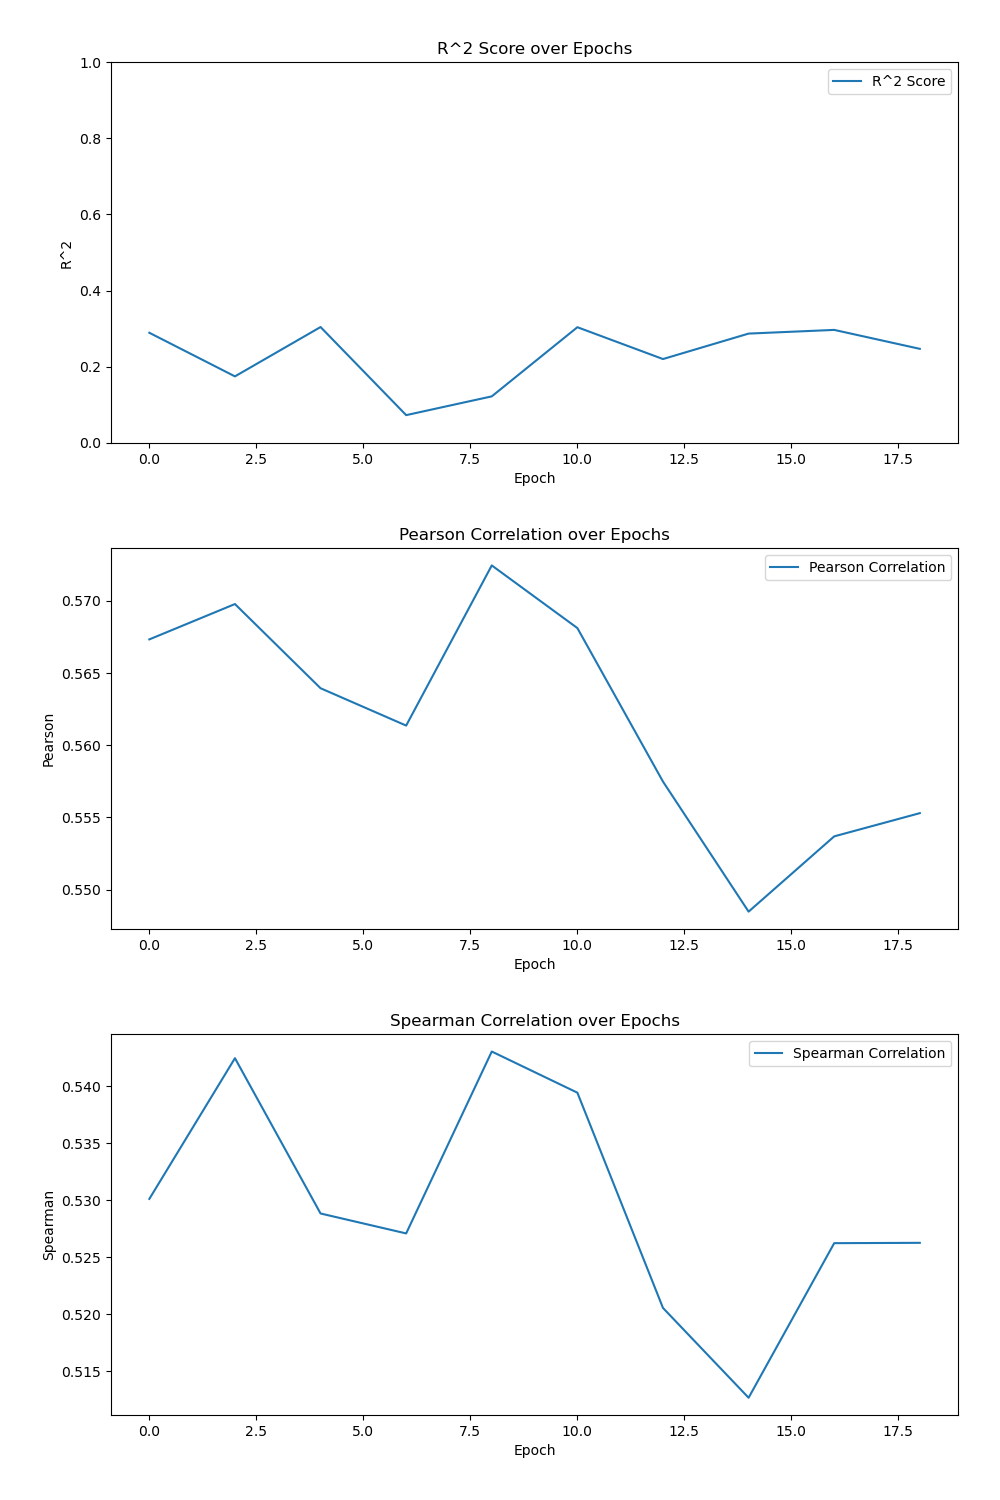 R^2 Score over Epochs
1.0
R^2 Score
0.8
0.6
R^2
0.4
0.2
0.0
0.0 2.5 5.0 7.5 10.0 12.5 15.0 17.5
Epoch
Pearson Correlation over Epochs
Pearson Correlation
0.570
0.565
Pearson
0.560
0.555
0.550
0.0 2.5 5.0 7.5 10.0 12.5 15.0 17.5
Epoch
Spearman Correlation over Epochs
Spearman Correlation
0.540
0.535
0.530
Spearman
0.525
0.520
0.515
0.0 2.5 5.0 7.5 10.0 12.5 15.0 17.5
Epoch